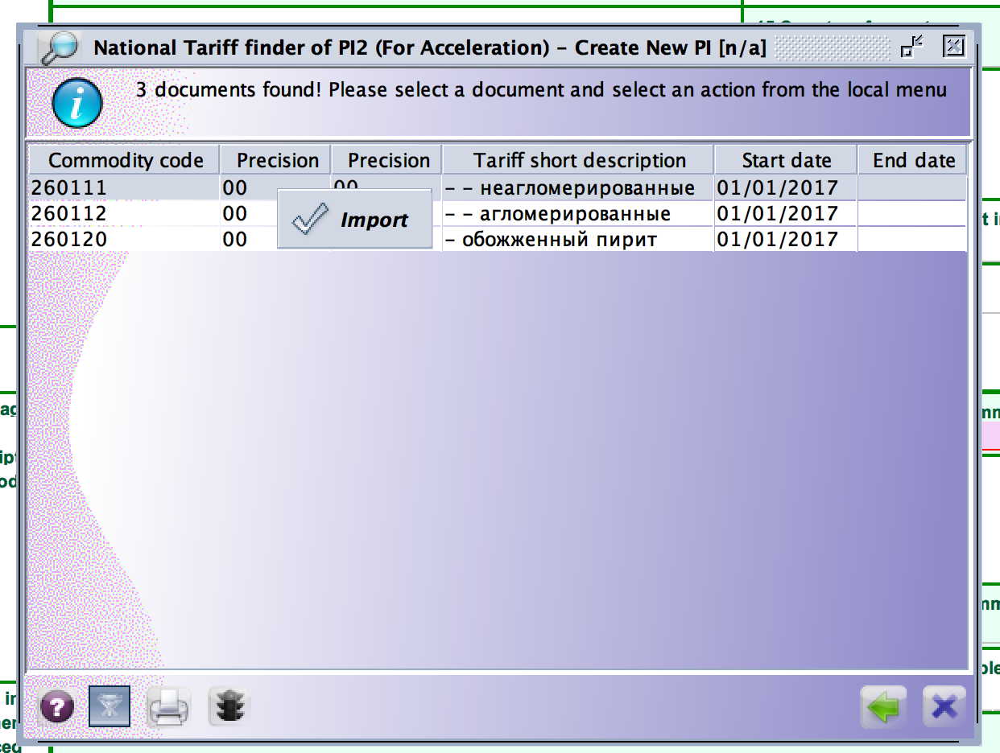 National Tariff finder of PI2 (For Acceleration) – Create New PI [n/a]
3 documents found! Please select a document and select an action from the local menu
Commodity code Precision Precision Tariff short description Start date End date
260111 00 00 – – неагломерированные 01/01/2017
260112 00 – – агломерированные 01/01/2017
Import
260120 00 – обожженный пирит 01/01/2017